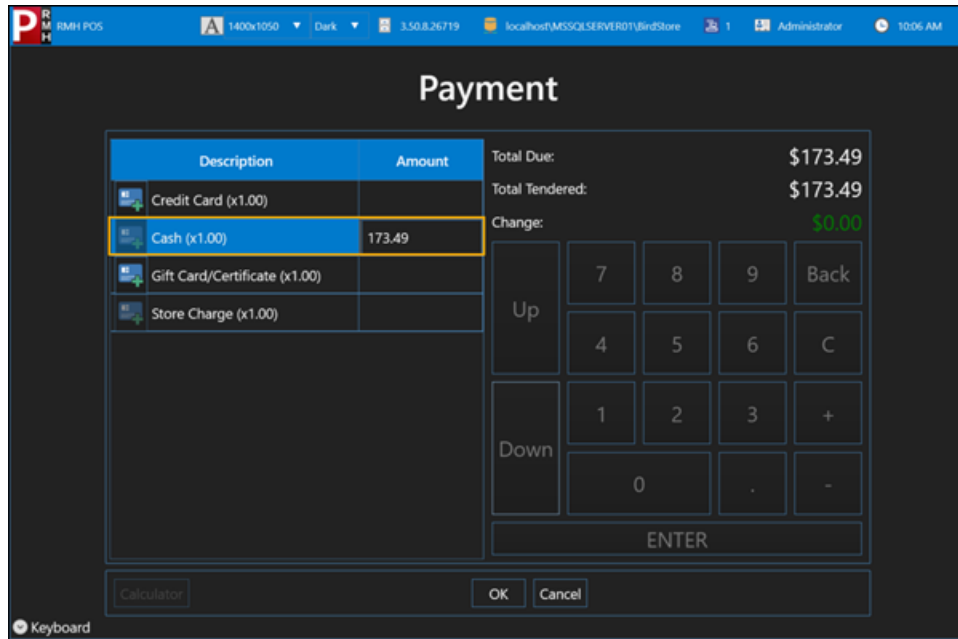 P RMH RMH POS A 1400x1050 Dark 3.50.8.26719 localhost\MSSQLSERVER01\BirdStore 1 Administrator 10:06 AM
Payment
Description Amount
Credit Card (x1.00)
Cash (x1.00) 173.49
Gift Card/Certificate (x1.00)
Store Charge (x1.00)
Total Due: $173.49
Total Tendered: $173.49
Change: $0.00
Up 7 8 9 Back
4 5 6 C
Down 1 2 3 +
0 . -
ENTER
Calculator OK Cancel
Keyboard